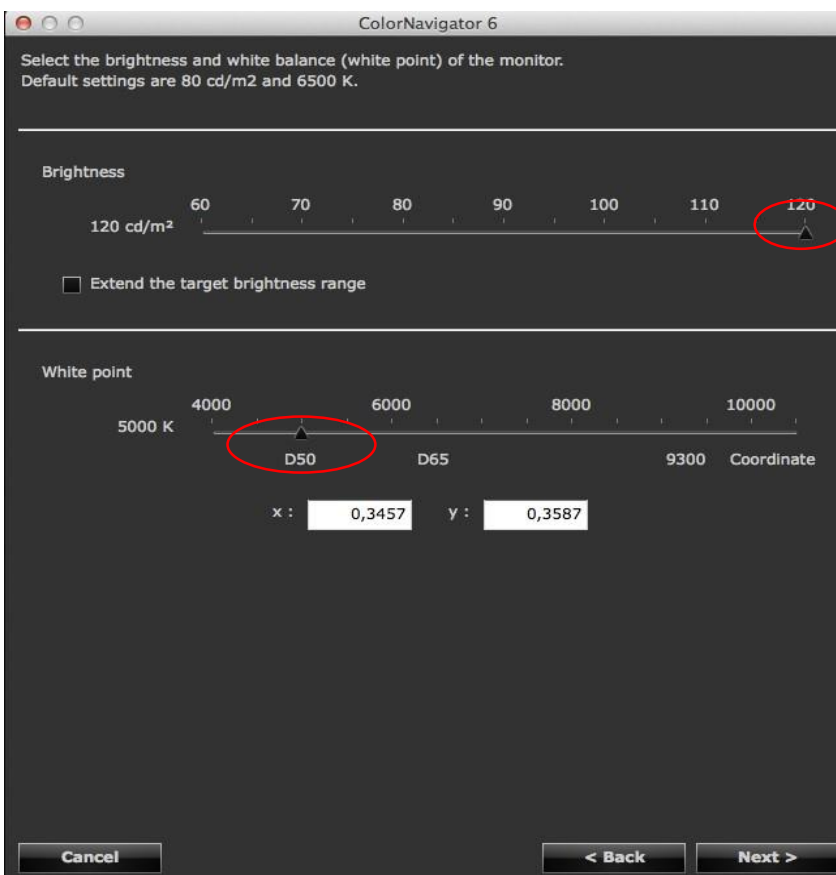 ColorNavigator 6
Select the brightness and white balance (white point) of the monitor.
Default settings are 80 cd/m2 and 6500 K.
Brightness
60 70 80 90 100 110 120
120 cd/m²
Extend the target brightness range
White point
4000 6000 8000 10000
5000 K
D50 D65 9300 Coordinate
x : 0,3457 y : 0,3587
Cancel < Back Next >